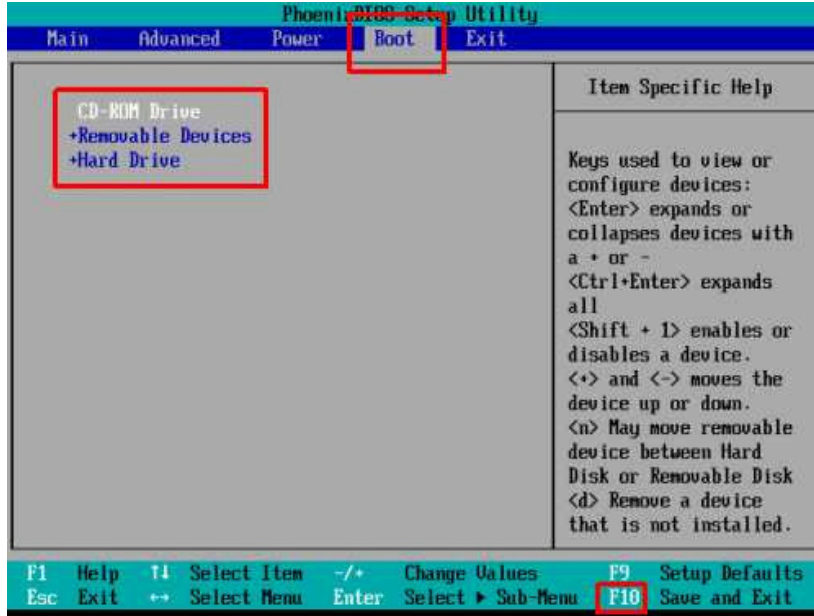 PhoenixBIOS Setup Utility
Main Advanced Power Boot Exit
CD-ROM Drive
+Removable Devices
+Hard Drive
Item Specific Help
Keys used to view or
configure devices:
<Enter> expands or
collapses devices with
a + or -
<Ctrl+Enter> expands
all
<Shift + 1> enables or
disables a device.
<+> and <-> moves the
device up or down.
<n> May move removable
device between Hard
Disk or Removable Disk
<d> Remove a device
that is not installed.
F1 Help ↑↓ Select Item -/+ Change Values F9 Setup Defaults
Esc Exit ↔ Select Menu Enter Select ▶ Sub-Menu F10 Save and Exit